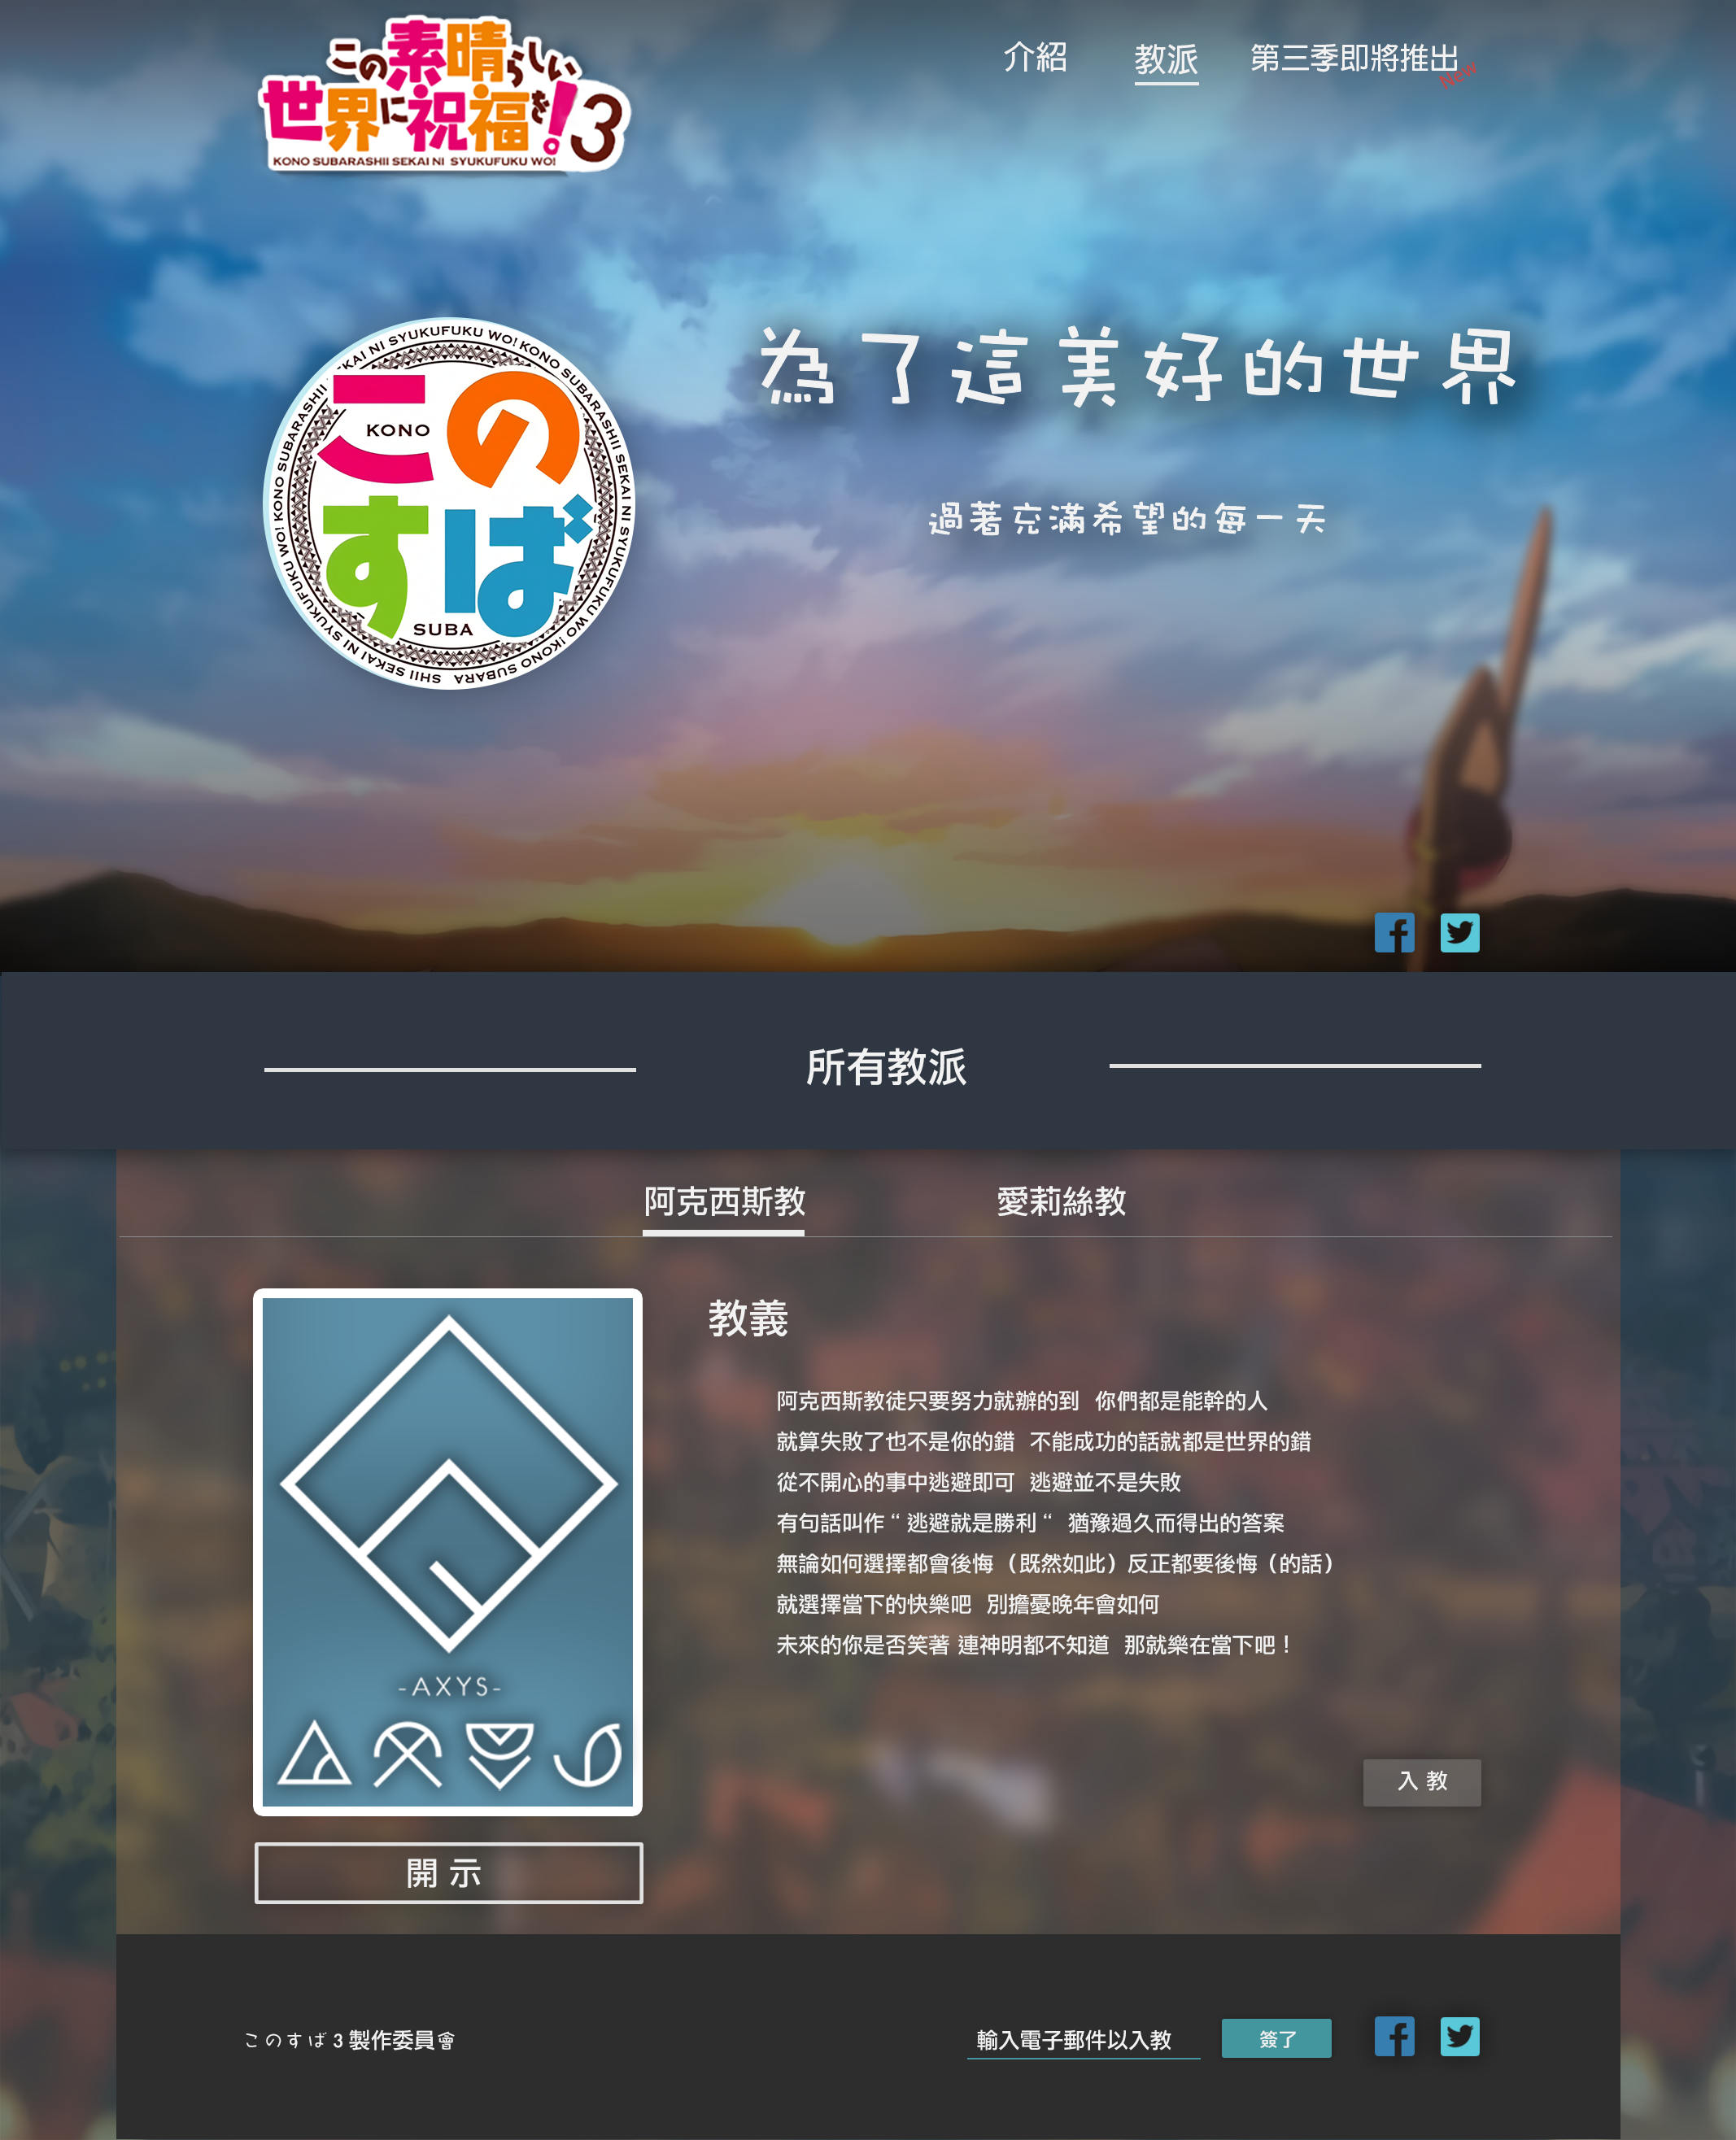 この素晴らしい
世界に祝福を!3
KONO SUBARASHII SEKAI NI SYUKUFUKU WO!
介紹
教派
第三季即將推出
New
KONO SUBARASHII SEKAI NI SYUKUFUKU WO! KONO SUBARASHII SEKAI NI SYUKUFUKU WO! KONO SUBARA SHII SEKAI NI SYUKUFUKU WO!
この
KONO
すば
SUBA
為了這美好的世界
過著充滿希望的每一天
所有教派
阿克西斯教
愛莉絲教
教義
阿克西斯教徒只要努力就辦的到 你們都是能幹的人
就算失敗了也不是你的錯 不能成功的話就都是世界的錯
從不開心的事中逃避即可 逃避並不是失敗
有句話叫作 “ 逃避就是勝利 “ 猶豫過久而得出的答案
無論如何選擇都會後悔（既然如此）反正都要後悔（的話）
就選擇當下的快樂吧 別擔憂晚年會如何
未來的你是否笑著 連神明都不知道 那就樂在當下吧！
-AXYS-
入教
開示
このすば 3 製作委員會
輸入電子郵件以入教
簽了